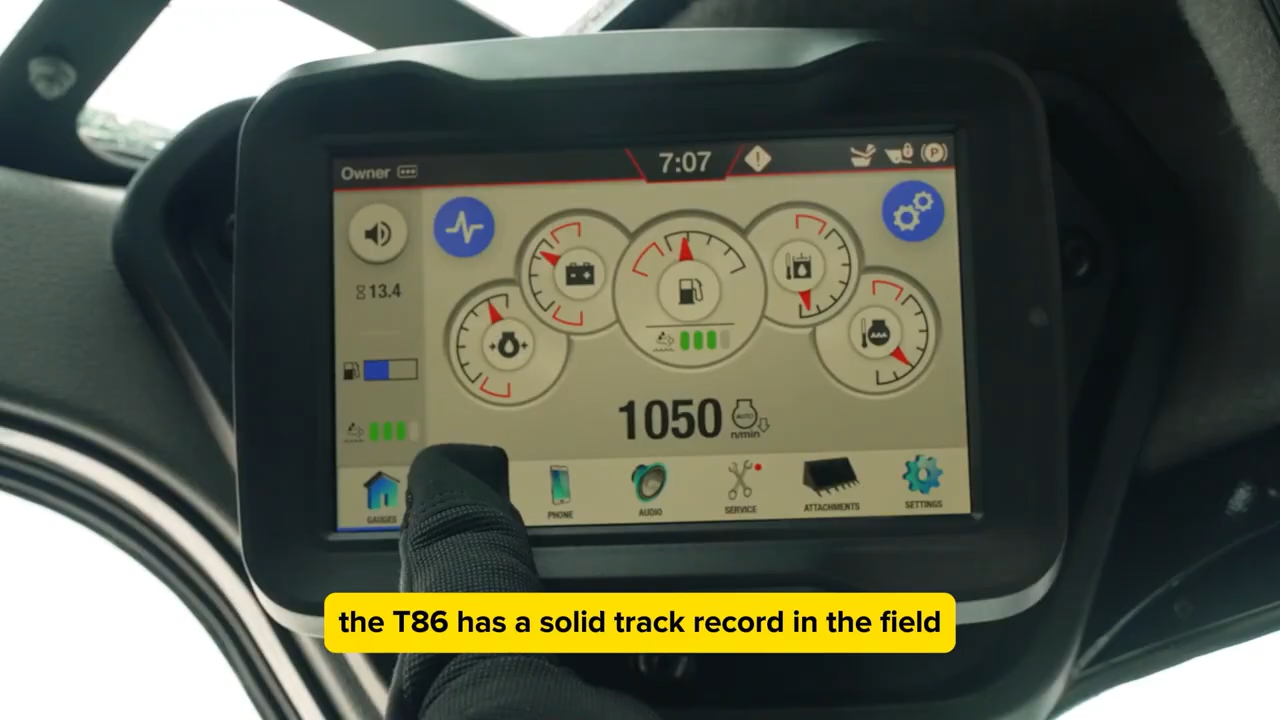 Owner
7:07
P
13.4
1050
AUTO
n/min
GAUGES
PHONE
AUDIO
SERVICE
ATTACHMENTS
SETTINGS
the T86 has a solid track record in the field